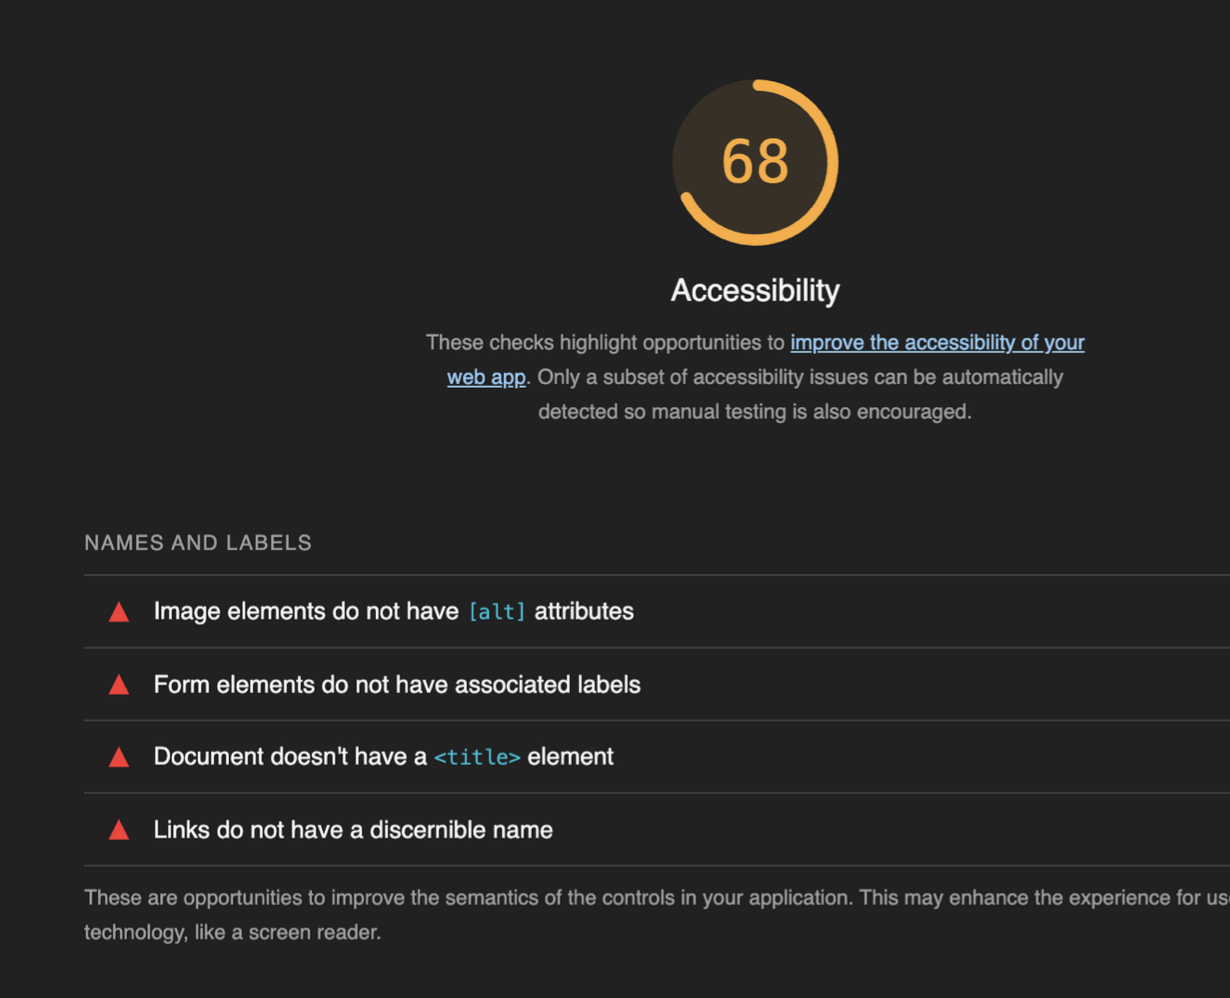 68
Accessibility
These checks highlight opportunities to improve the accessibility of your
web app. Only a subset of accessibility issues can be automatically
detected so manual testing is also encouraged.
NAMES AND LABELS
Image elements do not have [alt] attributes
Form elements do not have associated labels
Document doesn't have a <title> element
Links do not have a discernible name
These are opportunities to improve the semantics of the controls in your application. This may enhance the experience for
technology, like a screen reader.